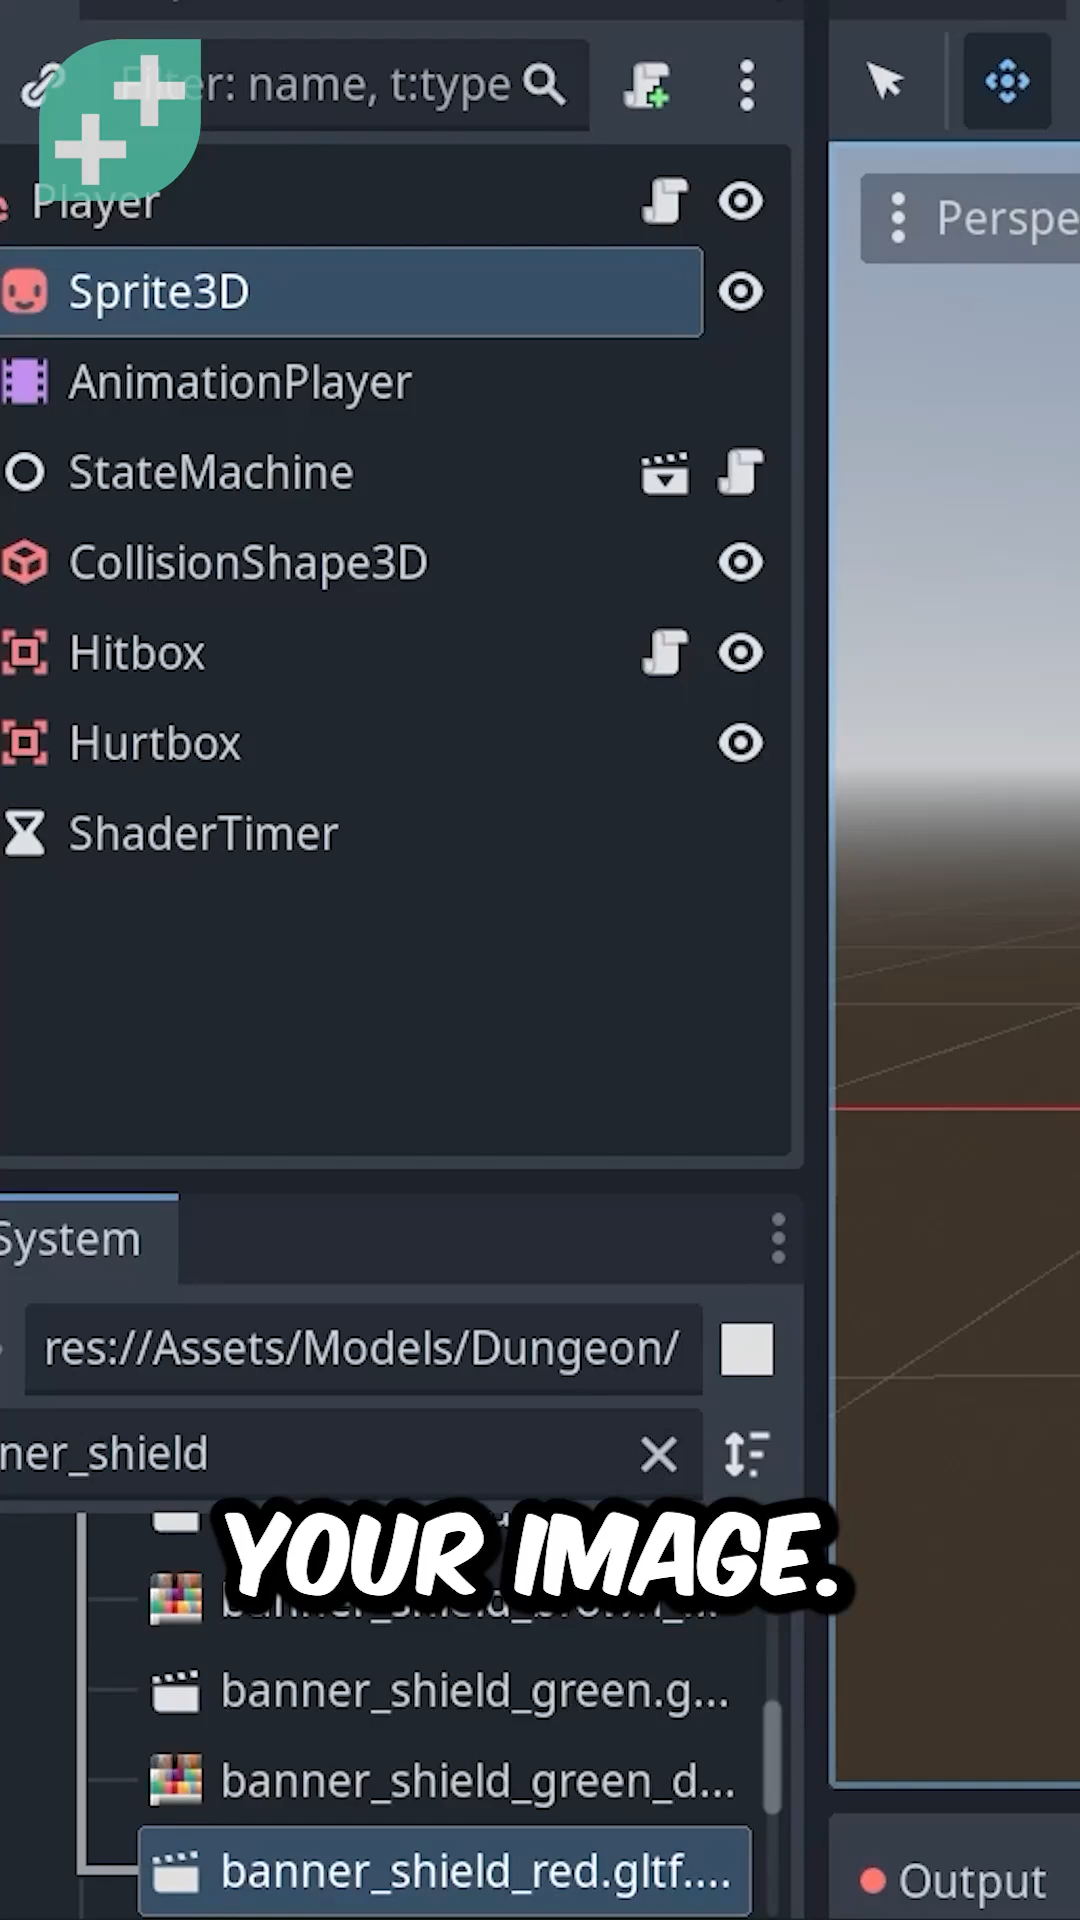 Filter: name, t:type
Player
Perspe
Sprite3D
AnimationPlayer
StateMachine
CollisionShape3D
Hitbox
Hurtbox
ShaderTimer
System
res://Assets/Models/Dungeon/
ner_shield
YOUR IMAGE.
banner_shield_brown_...
banner_shield_green.g...
banner_shield_green_d...
banner_shield_red.gltf....
Output